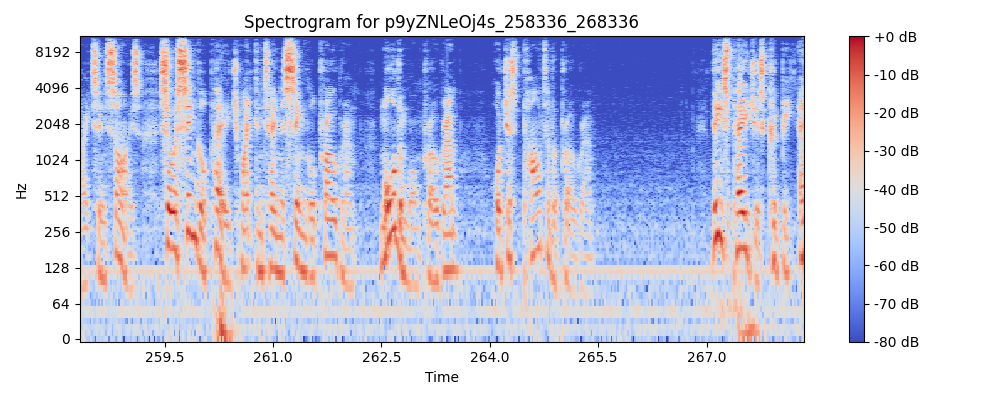 Spectrogram for p9yZNLeOj4s_258336_268336
Hz
8192
4096
2048
1024
512
256
128
64
0
259.5 261.0 262.5 264.0 265.5 267.0
Time
+0 dB
-10 dB
-20 dB
-30 dB
-40 dB
-50 dB
-60 dB
-70 dB
-80 dB